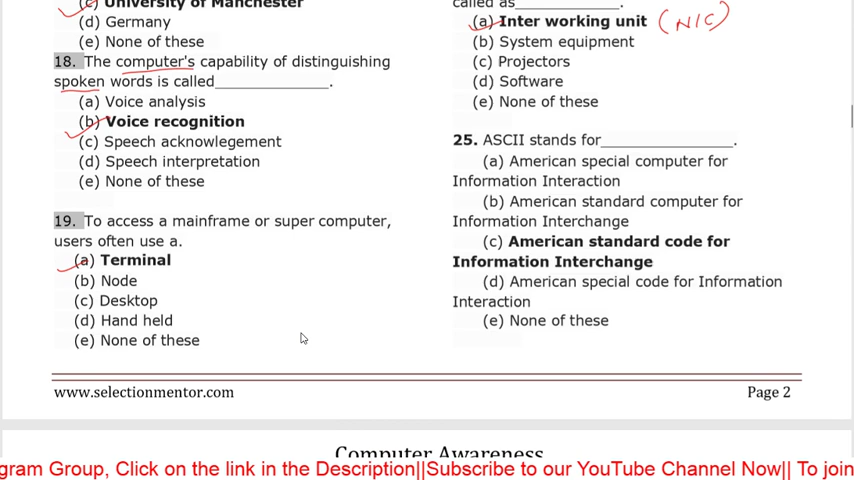 (c) University of Manchester
(d) Germany
(e) None of these
18. The computer's capability of distinguishing
spoken words is called______________.
(a) Voice analysis
(b) Voice recognition
(c) Speech acknowlegement
(d) Speech interpretation
(e) None of these
19. To access a mainframe or super computer,
users often use a.
(a) Terminal
(b) Node
(c) Desktop
(d) Hand held
(e) None of these
called as_____________.
(a) Inter working unit (NIC)
(b) System equipment
(c) Projectors
(d) Software
(e) None of these
25. ASCII stands for________________.
(a) American special computer for
Information Interaction
(b) American standard computer for
Information Interchange
(c) American standard code for
Information Interchange
(d) American special code for Information
Interaction
(e) None of these
www.selectionmentor.com
Page 2
Computer Awareness
gram Group, Click on the link in the Description||Subscribe to our YouTube Channel Now|| To join